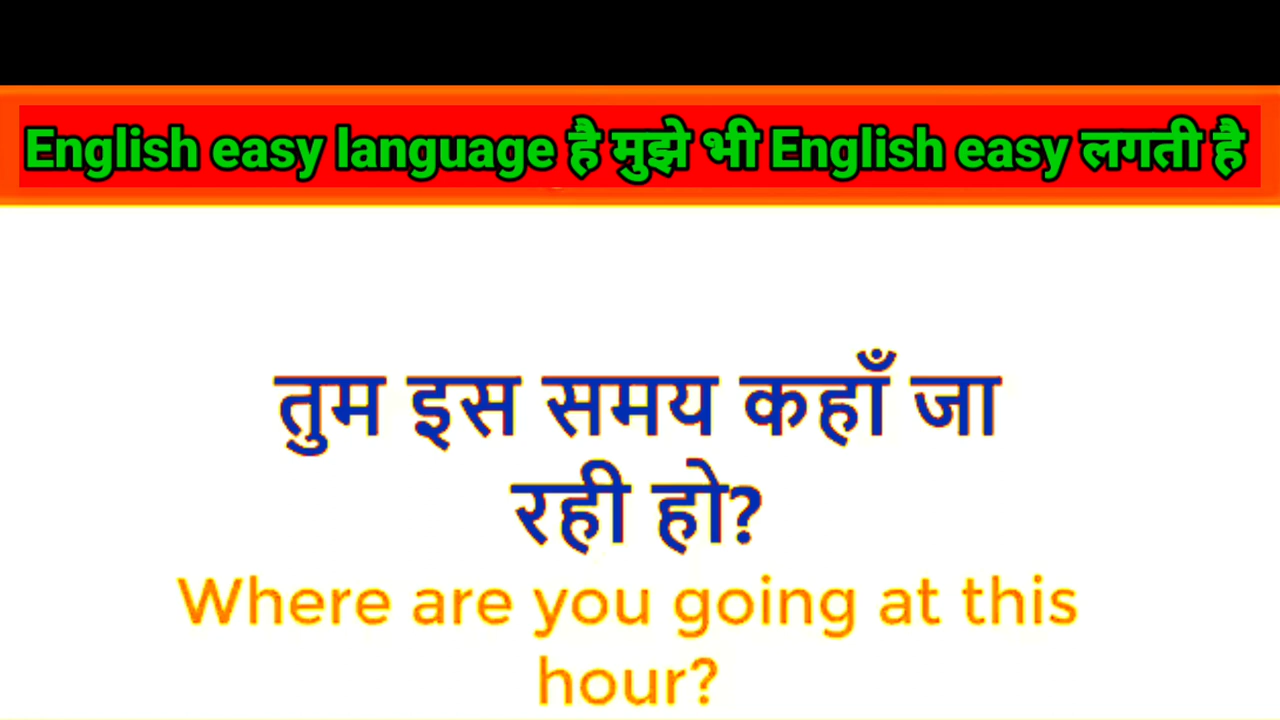 English easy language है मुझे भी English easy लगती है
तुम इस समय कहाँ जा
रही हो?
Where are you going at this
hour?